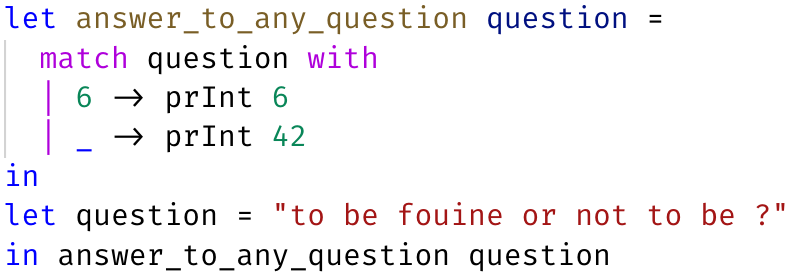 let answer_to_any_question question =
  match question with
  | 6 -> prInt 6
  | _ -> prInt 42
in
let question = "to be fouine or not to be ?"
in answer_to_any_question question